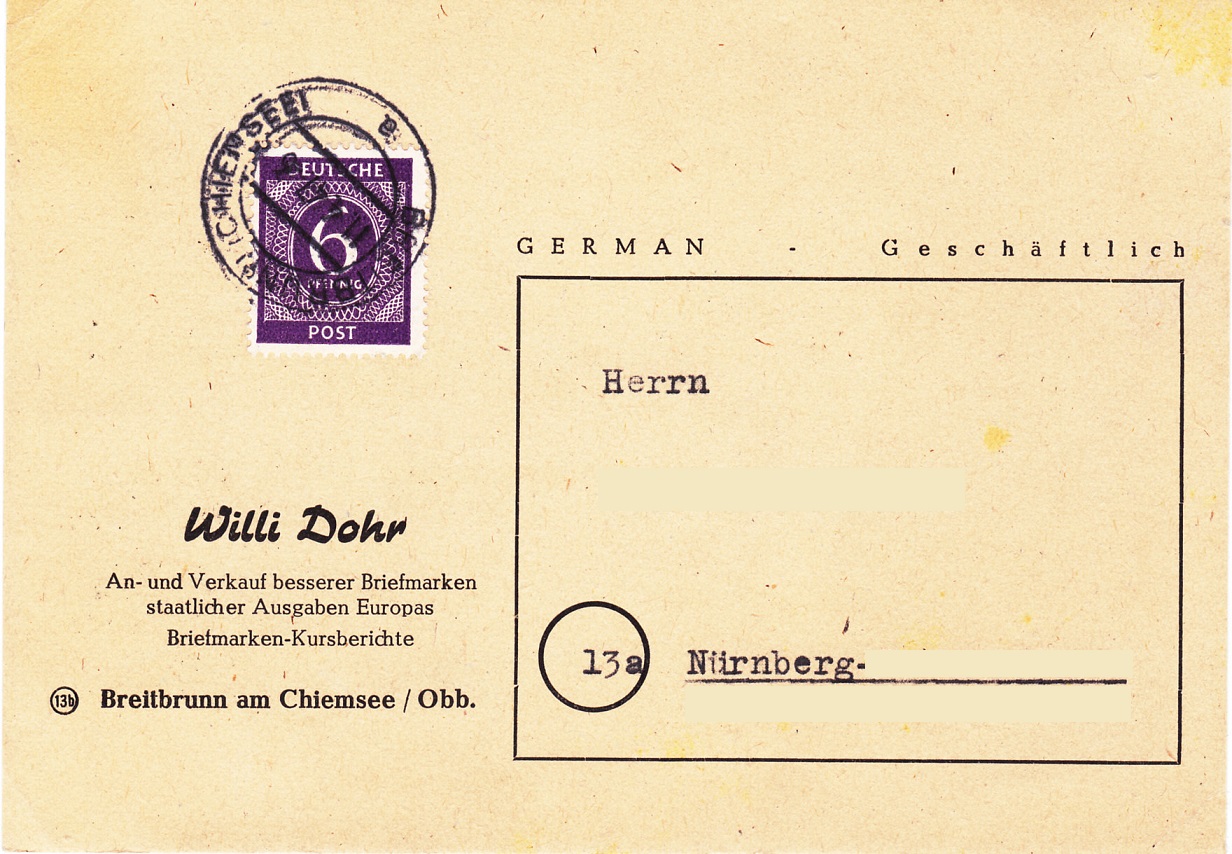 (CHIEMSEE)
DEUTSCHE
6
PFENNIG
POST
GERMAN - Geschäftlich
Herrn
Willi Dohr
An- und Verkauf besserer Briefmarken
staatlicher Ausgaben Europas
Briefmarken-Kursberichte
13b Breitbrunn am Chiemsee / Obb.
13a Nürnberg-